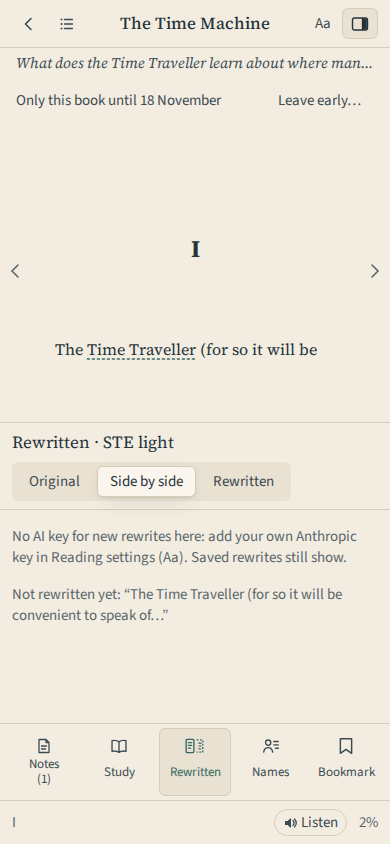 The Time Machine
Aa
What does the Time Traveller learn about where man...
Only this book until 18 November
Leave early...
I
The Time Traveller (for so it will be
Rewritten · STE light
Original
Side by side
Rewritten
No AI key for new rewrites here: add your own Anthropic
key in Reading settings (Aa). Saved rewrites still show.
Not rewritten yet: “The Time Traveller (for so it will be
convenient to speak of…”
Notes
(1)
Study
Rewritten
Names
Bookmark
I
Listen
2%